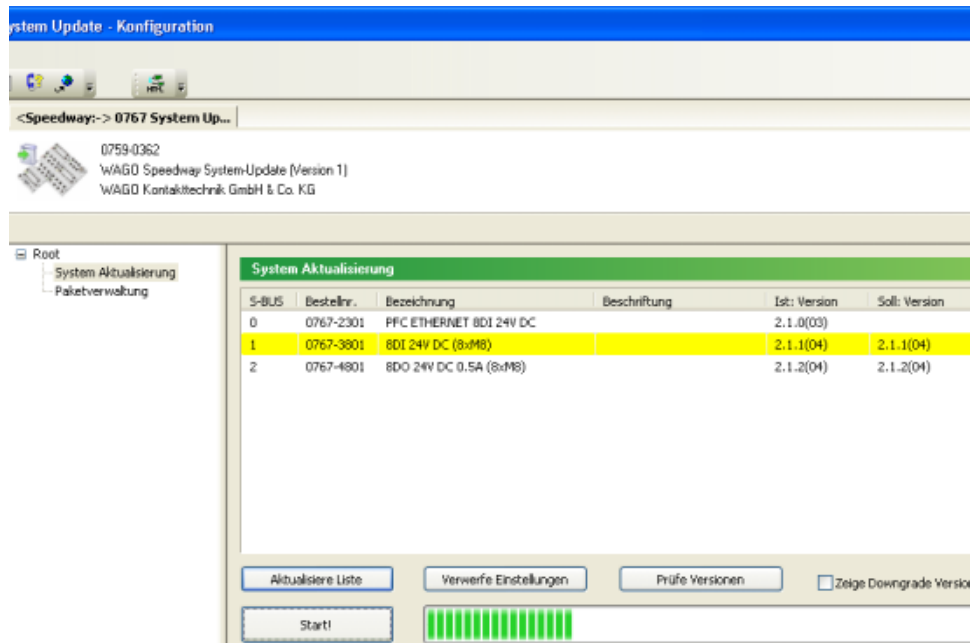 ystem Update - Konfiguration
<Speedway:-> 0767 System Up...
0759-0362
WAGO Speedway System-Update (Version 1)
WAGO Kontakttechnik GmbH & Co. KG
Root
System Aktualisierung
Paketverwaltung
System Aktualisierung
S-BUS Bestellnr. Bezeichnung Beschriftung Ist: Version Soll: Version
0 0767-2301 PFC ETHERNET 8DI 24V DC 2.1.0(03)
1 0767-3801 8DI 24V DC (8xM8) 2.1.1(04) 2.1.1(04)
2 0767-4801 8DO 24V DC 0.5A (8xM8) 2.1.2(04) 2.1.2(04)
Aktualisiere Liste Verwerfe Einstellungen Prüfe Versionen Zeige Downgrade Version
Start!